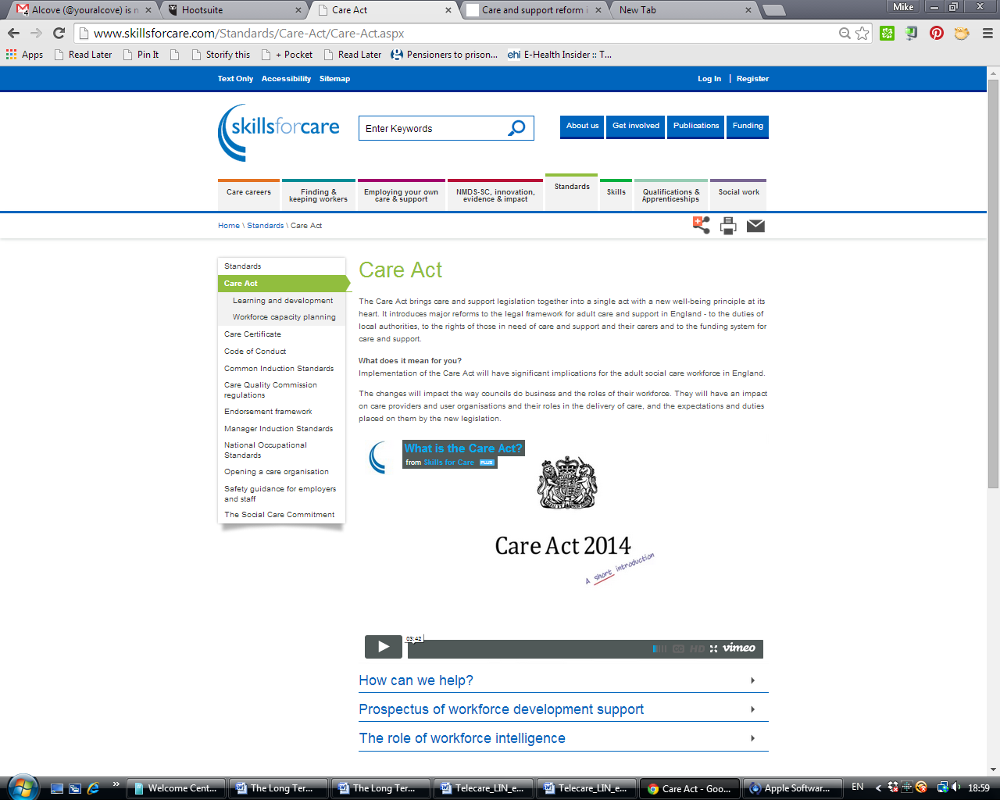 Alcove (@youralcove) is n
Hootsuite
Care Act
Care and support reform i
New Tab
Mike
4
www.skillsforcare.com/Standards/Care-Act/Care-Act.aspx
Apps
Read Later
Pin It
Storify this
+ Pocket
Read Later
Pensioners to prison...
ehi
E-Health Insider :: T...
Text Only
Accessibility
Sitemap
Log In
|
Register
skillsforcare
Enter Keywords
About us
Get involved
Publications
Funding
Care careers
Finding &
keeping workers
Employing your own
care & support
NMDS-SC, innovation,
evidence & impact
Standards
Skills
Qualifications &
Apprenticeships
Social work
Home \ Standards \ Care Act
Standards
Care Act
Learning and development
Workforce capacity planning
Care Certificate
Code of Conduct
Common Induction Standards
Care Quality Commission
regulations
Endorsement framework
Manager Induction Standards
National Occupational
Standards
Opening a care organisation
Safety guidance for employers
and staff
The Social Care Commitment
Care Act
The Care Act brings care and support legislation together into a single act with a new well-being principle at its
heart. It introduces major reforms to the legal framework for adult care and support in England - to the duties of
local authorities, to the rights of those in need of care and support and their carers and to the funding system for
care and support.
What does it mean for you?
Implementation of the Care Act will have significant implications for the adult social care workforce in England.
The changes will impact the way councils do business and the roles of their workforce. They will have an impact
on care providers and user organisations and their roles in the delivery of care, and the expectations and duties
placed on them by the new legislation.
What is the Care Act?
from Skills for Care PLUS
Care Act 2014
A short introduction
03:42
CC
HD
vimeo
How can we help?
Prospectus of workforce development support
The role of workforce intelligence
»
Welcome Cent...
The Long Ter...
The Long Ter...
Telecare_LIN_e...
Telecare_LIN_e...
Care Act - Goo...
Apple Softwar...
EN
18:59